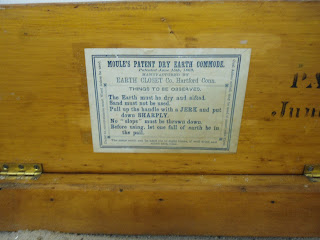 MOULE'S PATENT DRY EARTH COMMODE.
MANUFACTURED BY
EARTH CLOSET Co., Hartford Conn.
THINGS TO BE OBSERVED.
The Earth must be dry and sifted.
Sand must not be used.
Pull up the handle with a JERK and put
down SHARPLY.
No "slops" must be thrown down.
Before using, let one full of earth be in
the pail.
PA
June